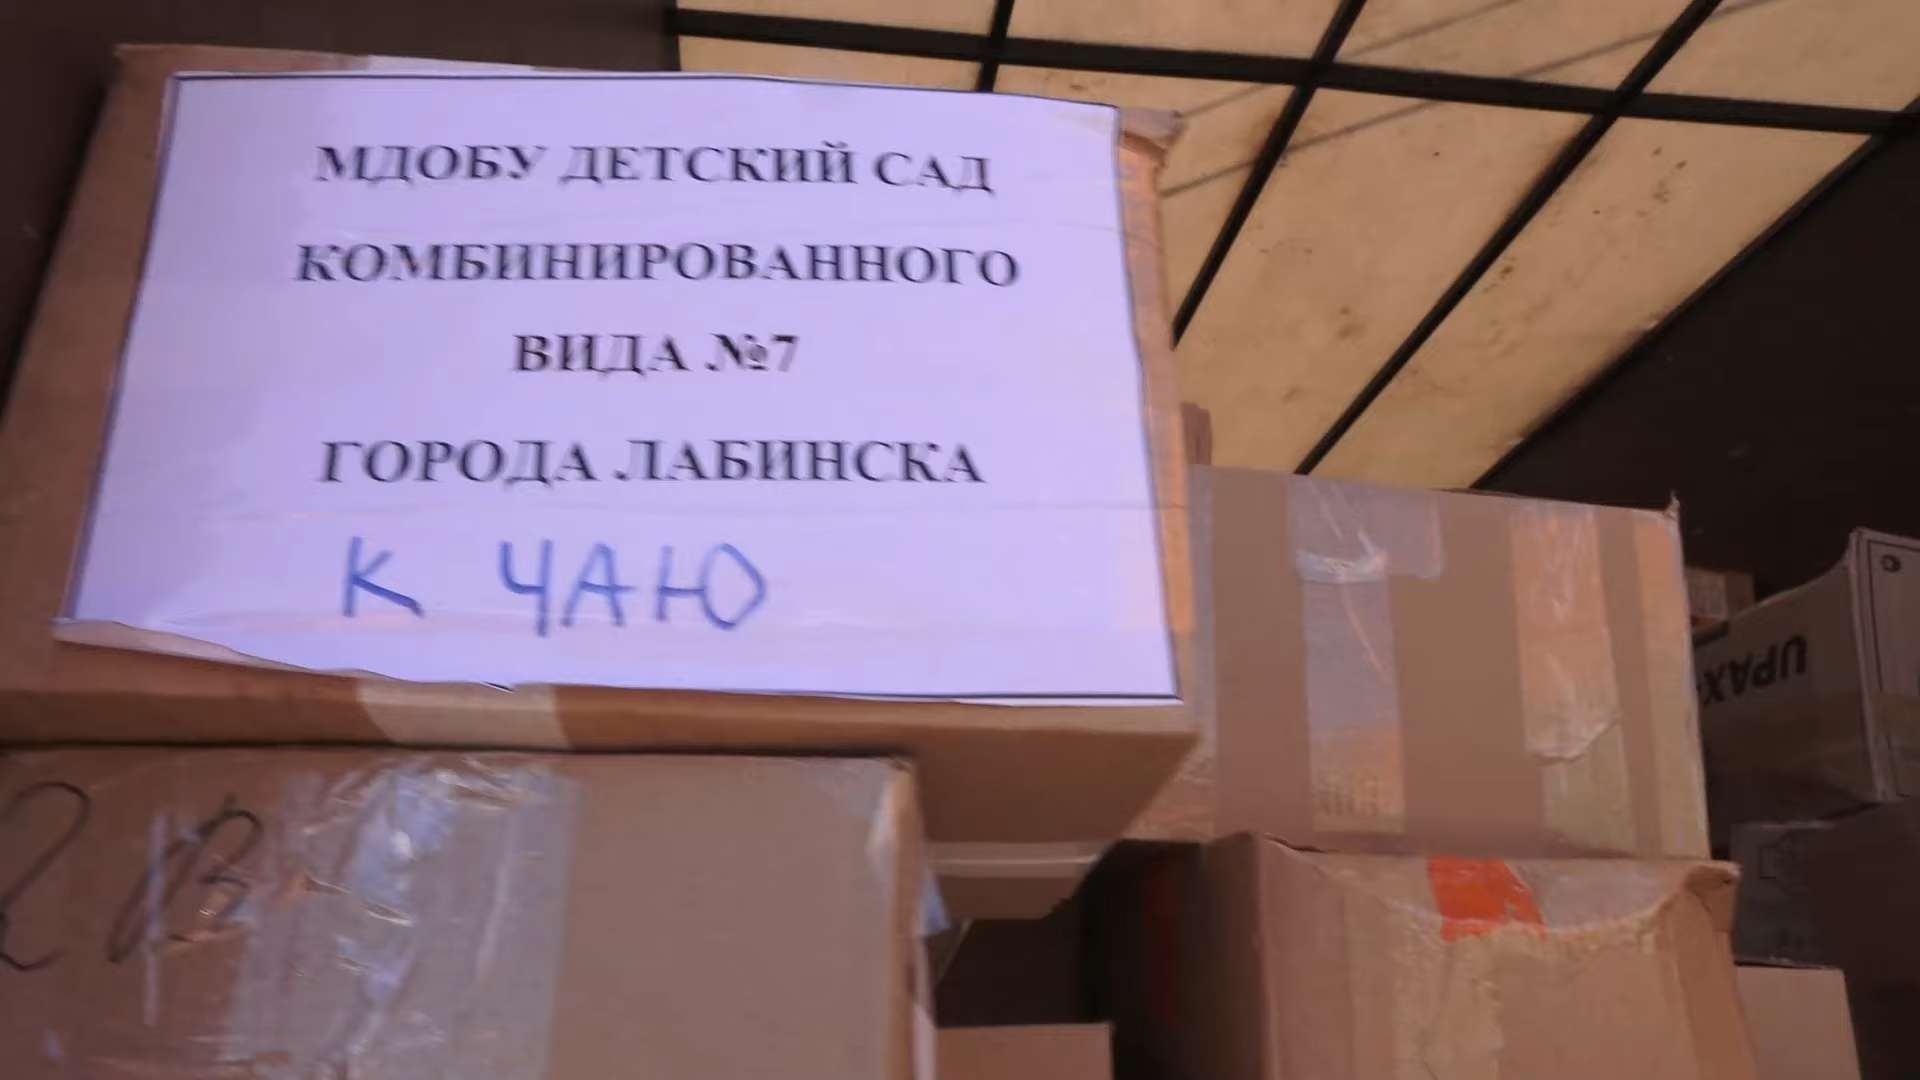 МДОБУ ДЕТСКИЙ САД
КОМБИНИРОВАННОГО
ВИДА №7
ГОРОДА ЛАБИНСКА
К ЧАЮ